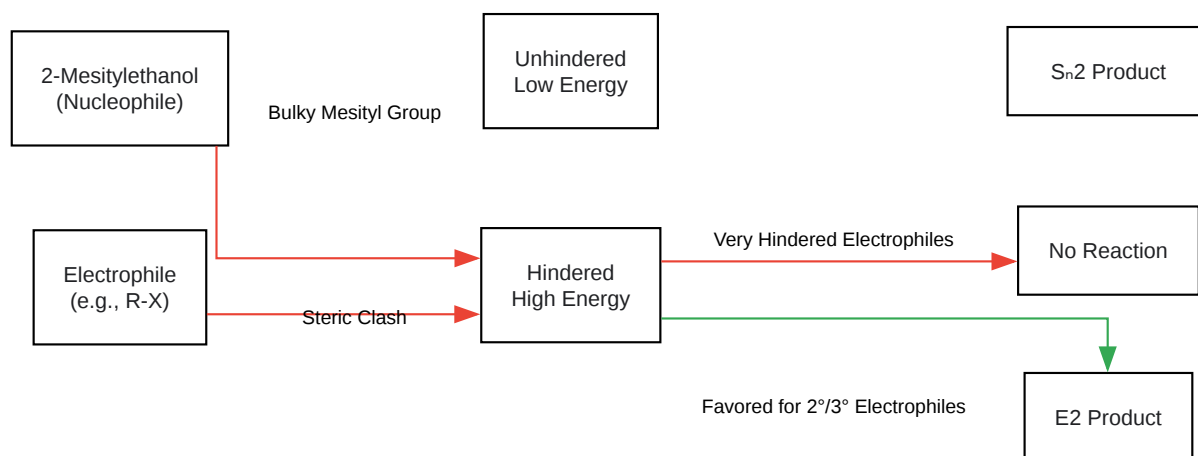 2-Mesitylethanol
(Nucleophile)
Bulky Mesityl Group
Unhindered
Low Energy
Sₙ2 Product
Electrophile
(e.g., R-X)
Steric Clash
Hindered
High Energy
Very Hindered Electrophiles
No Reaction
Favored for 2°/3° Electrophiles
E2 Product